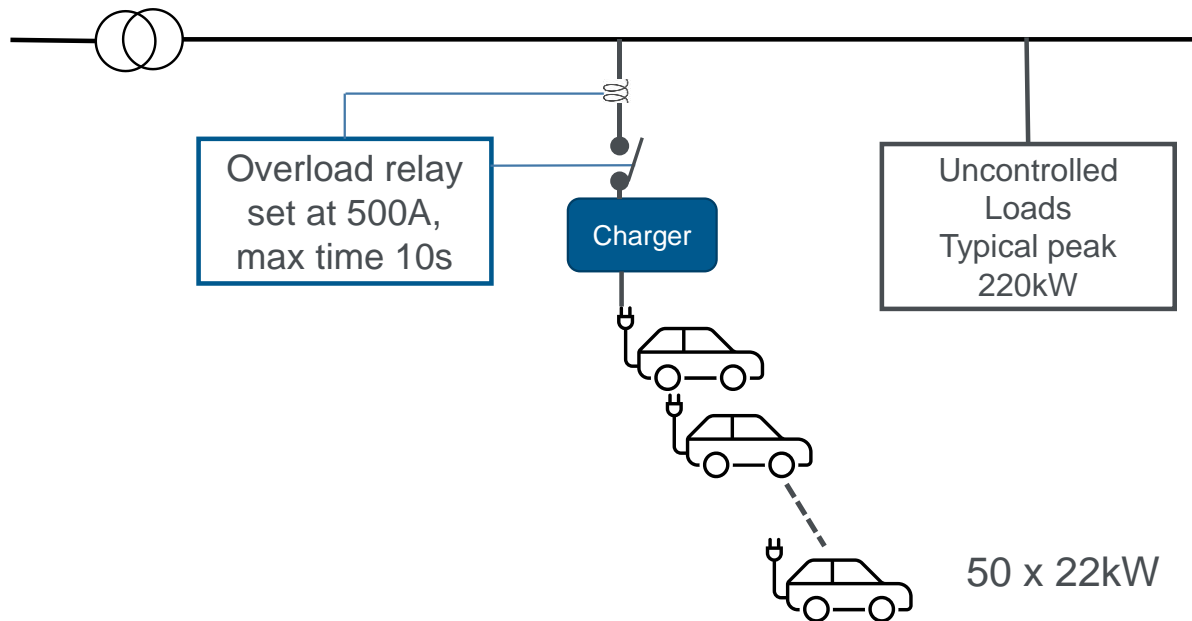 Overload relay
set at 500A,
max time 10s
Charger
Uncontrolled
Loads
Typical peak
220kW
50 x 22kW